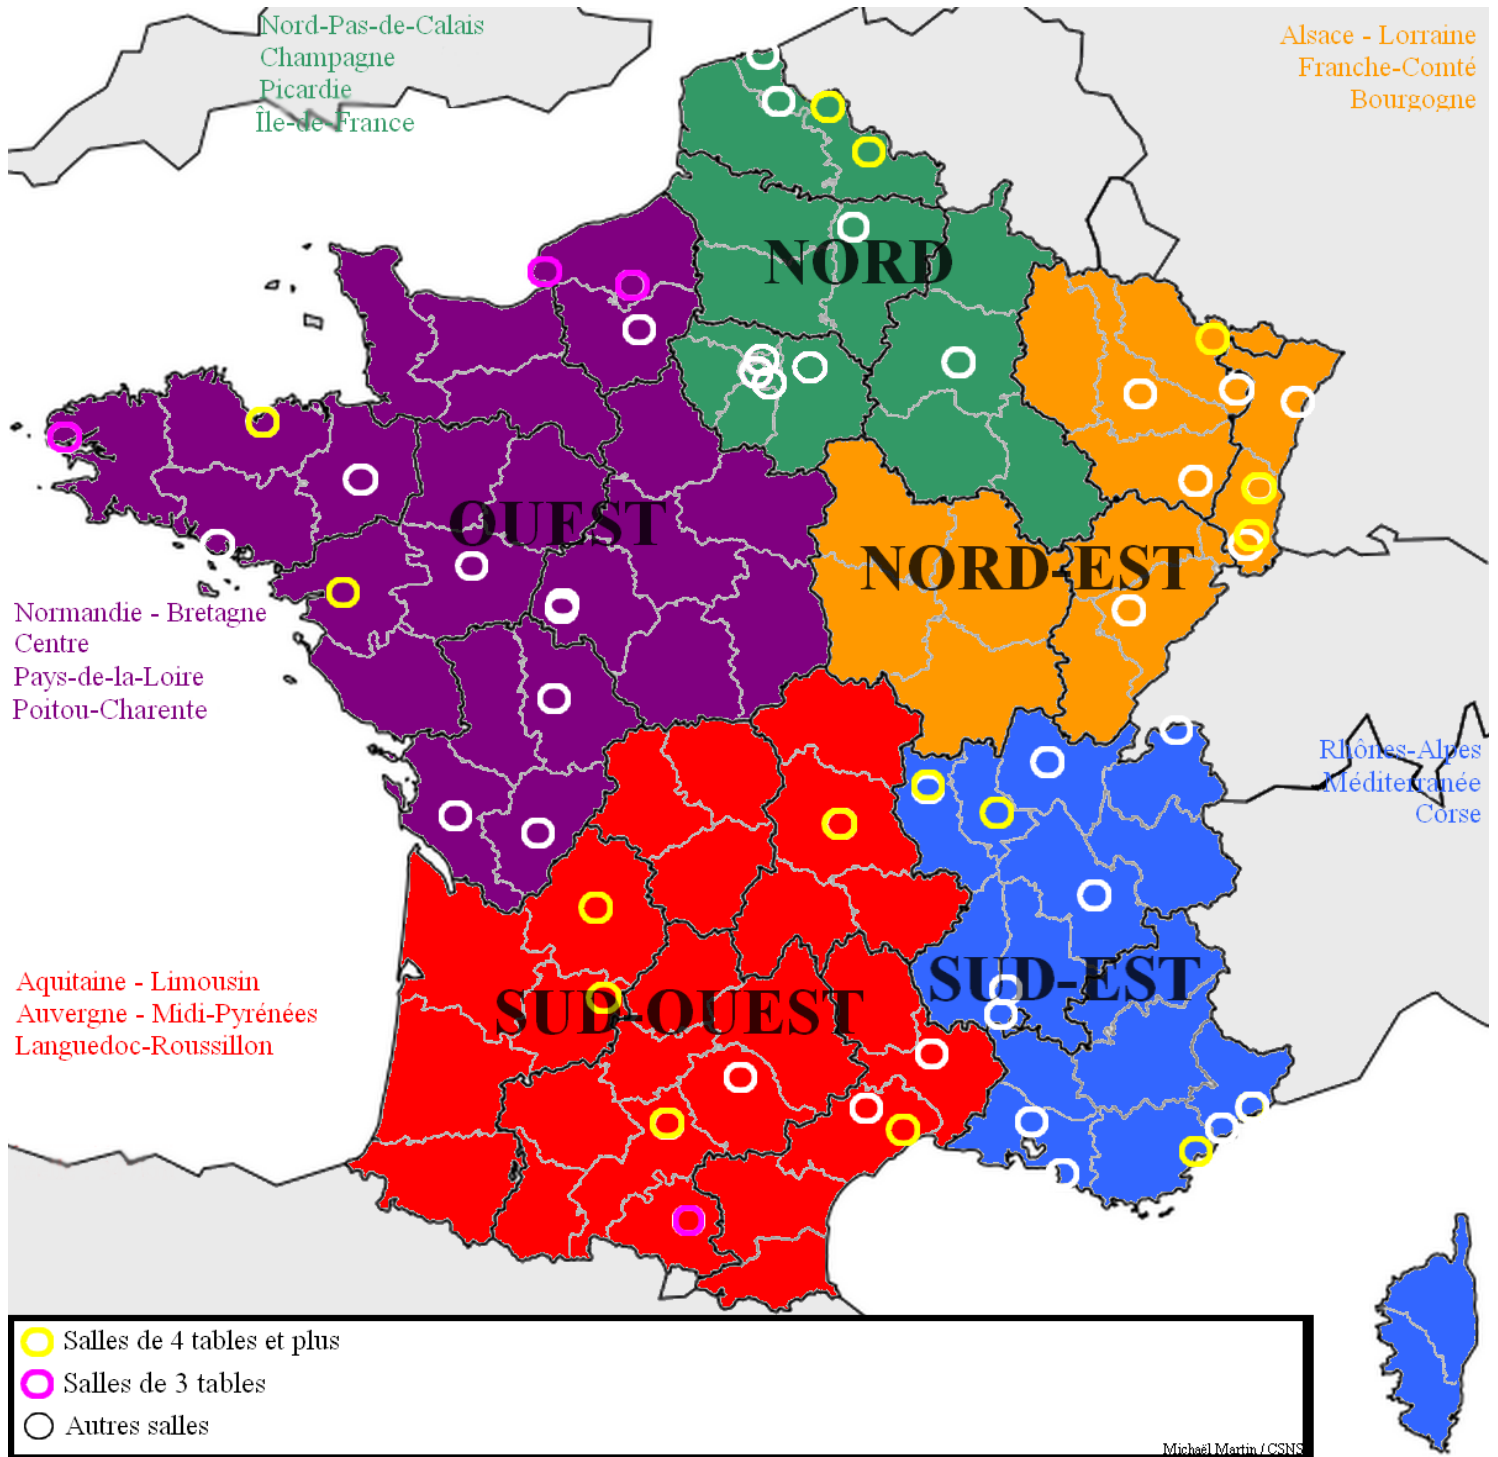 Nord-Pas-de-Calais
Champagne
Picardie
Île-de-France
Alsace - Lorraine
Franche-Comté
Bourgogne
NORD
OUEST
NORD-EST
Normandie - Bretagne
Centre
Pays-de-la-Loire
Poitou-Charente
Rhônes-Alpes
Méditerranée
Corse
SUD-EST
SUD-OUEST
Aquitaine - Limousin
Auvergne - Midi-Pyrénées
Languedoc-Roussillon
Salles de 4 tables et plus
Salles de 3 tables
Autres salles
Michaël Martin / CSNS